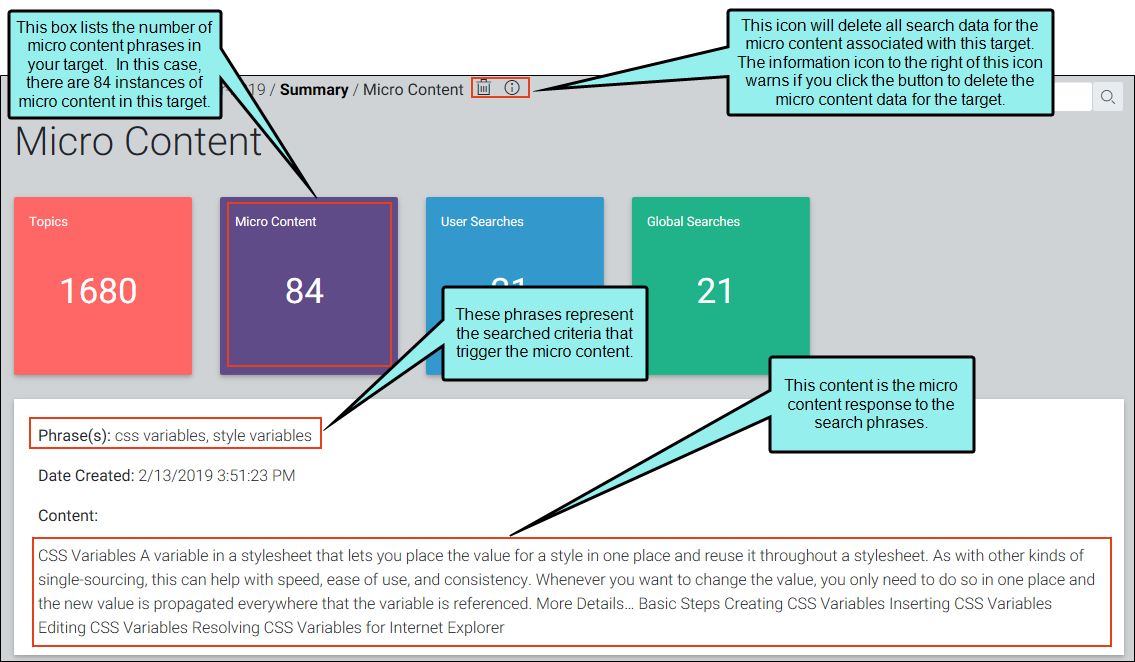 This box lists the number of
micro content phrases in
your target.  In this case,
there are 84 instances of
micro content in this target.
This icon will delete all search data for the
micro content associated with this target.
The information icon to the right of this icon
warns if you click the button to delete the
micro content data for the target.
19 / Summary / Micro Content
Micro Content
Topics
1680
Micro Content
84
User Searches
Global Searches
21
These phrases represent
the searched criteria that
trigger the micro content.
This content is the micro
content response to the
search phrases.
Phrase(s): css variables, style variables
Date Created: 2/13/2019 3:51:23 PM
Content:
CSS Variables A variable in a stylesheet that lets you place the value for a style in one place and reuse it throughout a stylesheet. As with other kinds of
single-sourcing, this can help with speed, ease of use, and consistency. Whenever you want to change the value, you only need to do so in one place and
the new value is propagated everywhere that the variable is referenced. More Details… Basic Steps Creating CSS Variables Inserting CSS Variables
Editing CSS Variables Resolving CSS Variables for Internet Explorer